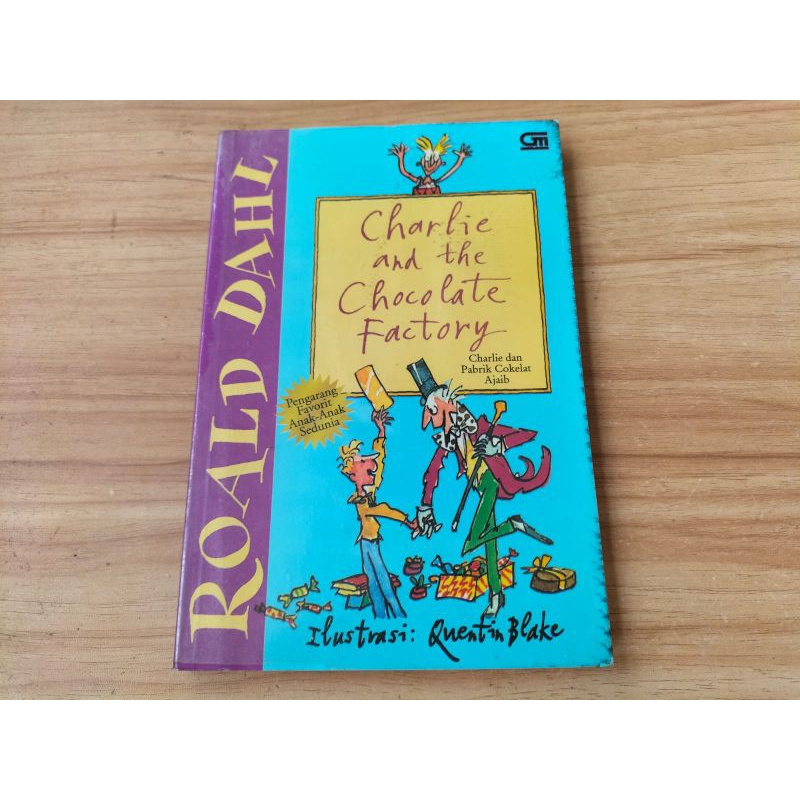 ROALD DAHL
GM
Charlie
and the
Chocolate
Factory
Charlie dan
Pabrik Cokelat
Ajaib
Pengarang
Favorit
Anak-Anak
Sedunia
Ilustrasi: Quentin Blake